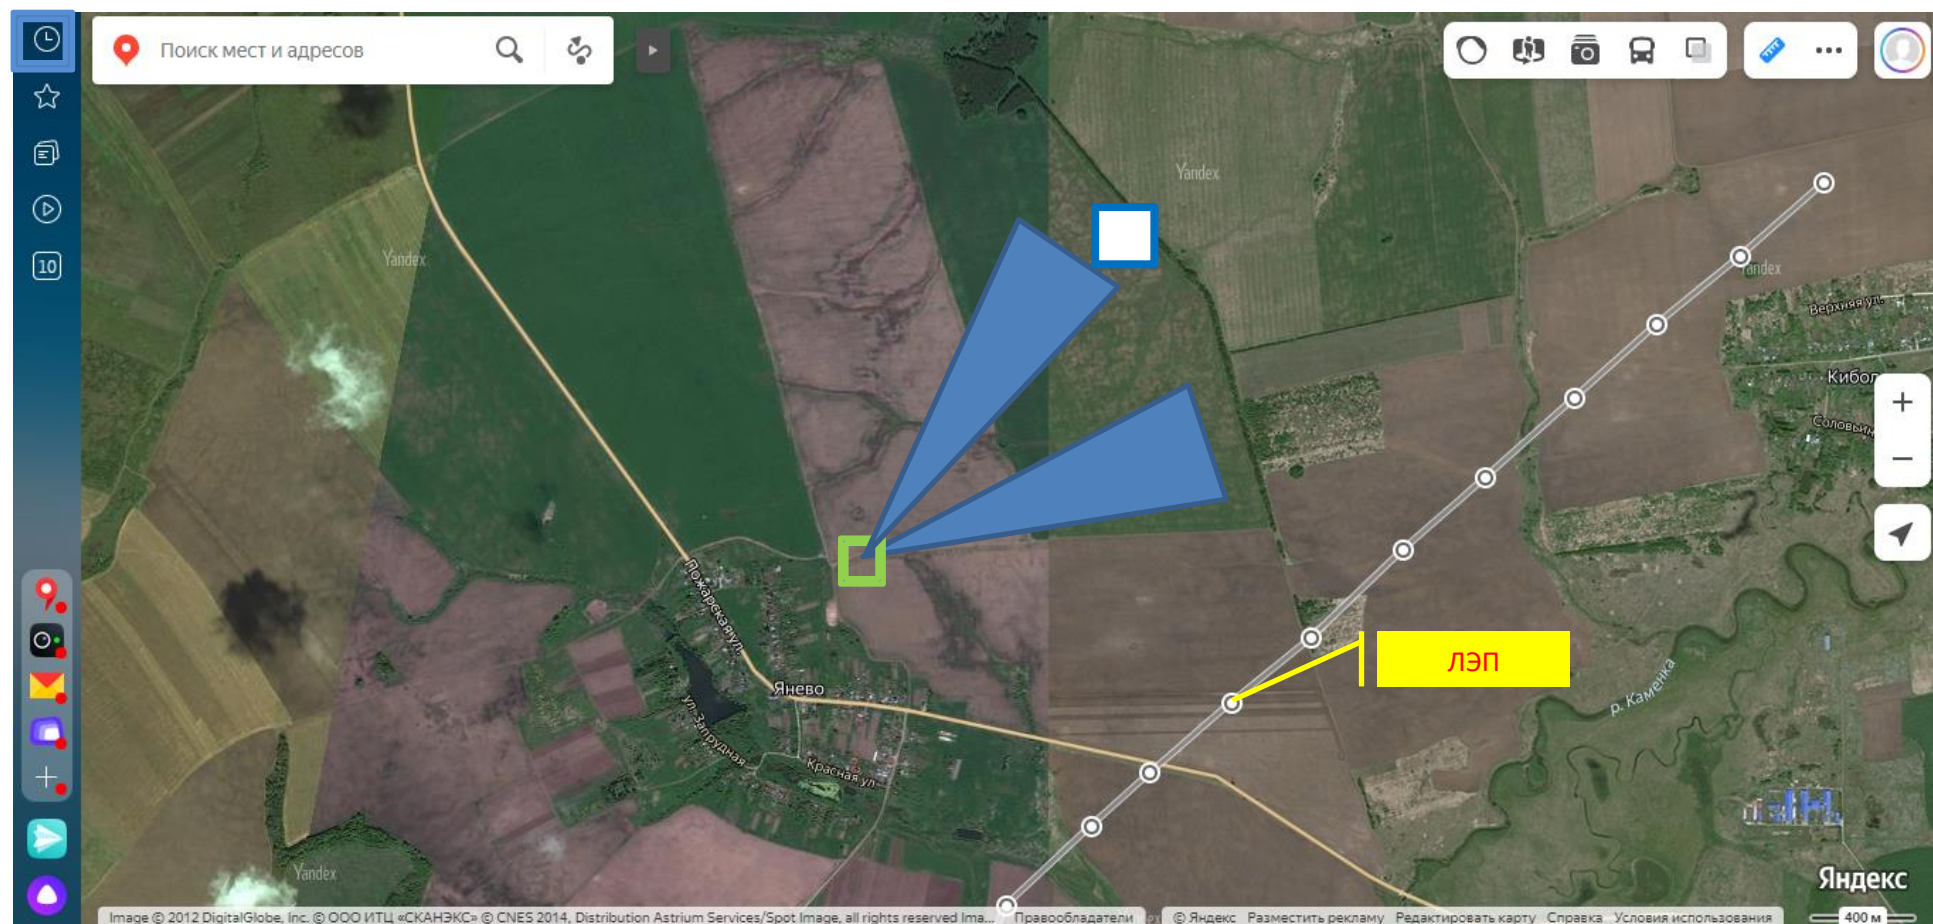 Поиск мест и адресов
10
Yandex
Yandex
Yandex
Верхняя ул.
Кибол
Соловьин
Пожарская ул.
ЛЭП
Янево
ул. Запрудная
Красная ул
р. Каменка
Yandex
Яндекс
Image © 2012 DigitalGlobe, Inc. © ООО ИТЦ «СКАНЭКС» © CNES 2014, Distribution Astrium Services/Spot Image, all rights reserved Ima... Правообладатели © Яндекс Разместить рекламу Редактировать карту Справка Условия использования 400 м